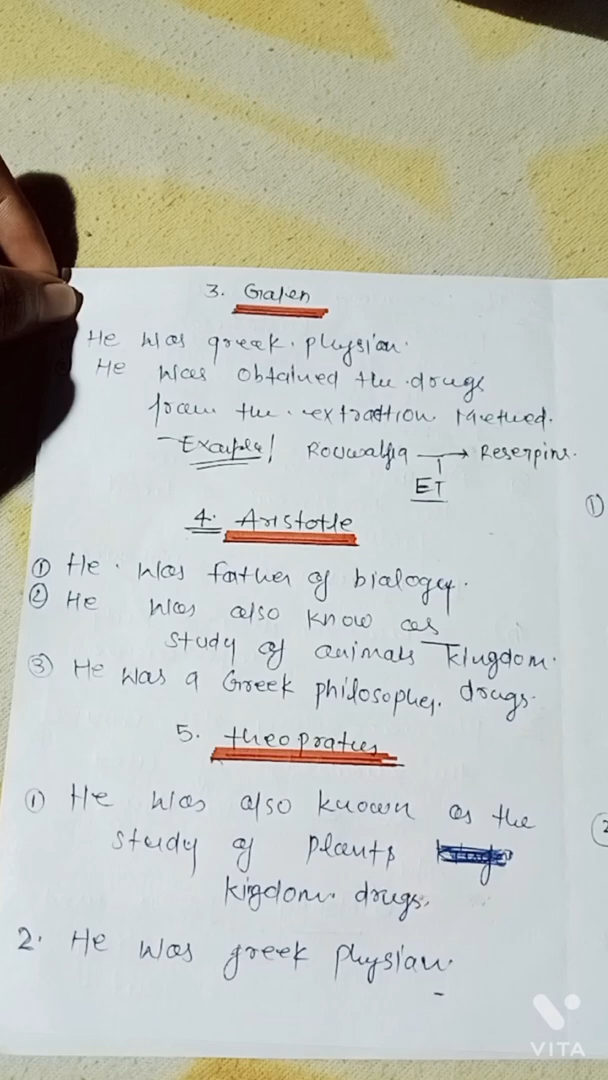 3. Galen
He was greek. physian.
He was obtained the drugs
from the extraction Method.
Example! Rouwalfia → Reserpine.
ET
4. Aristotle
① He was father of biology.
② He was also know as
study of animals kingdom.
③ He was a Greek philosopher. drugs.
5. theopratus
① He was also known as the
study of plants
kigdom. drugs.
2. He was greek physian
①
VITA